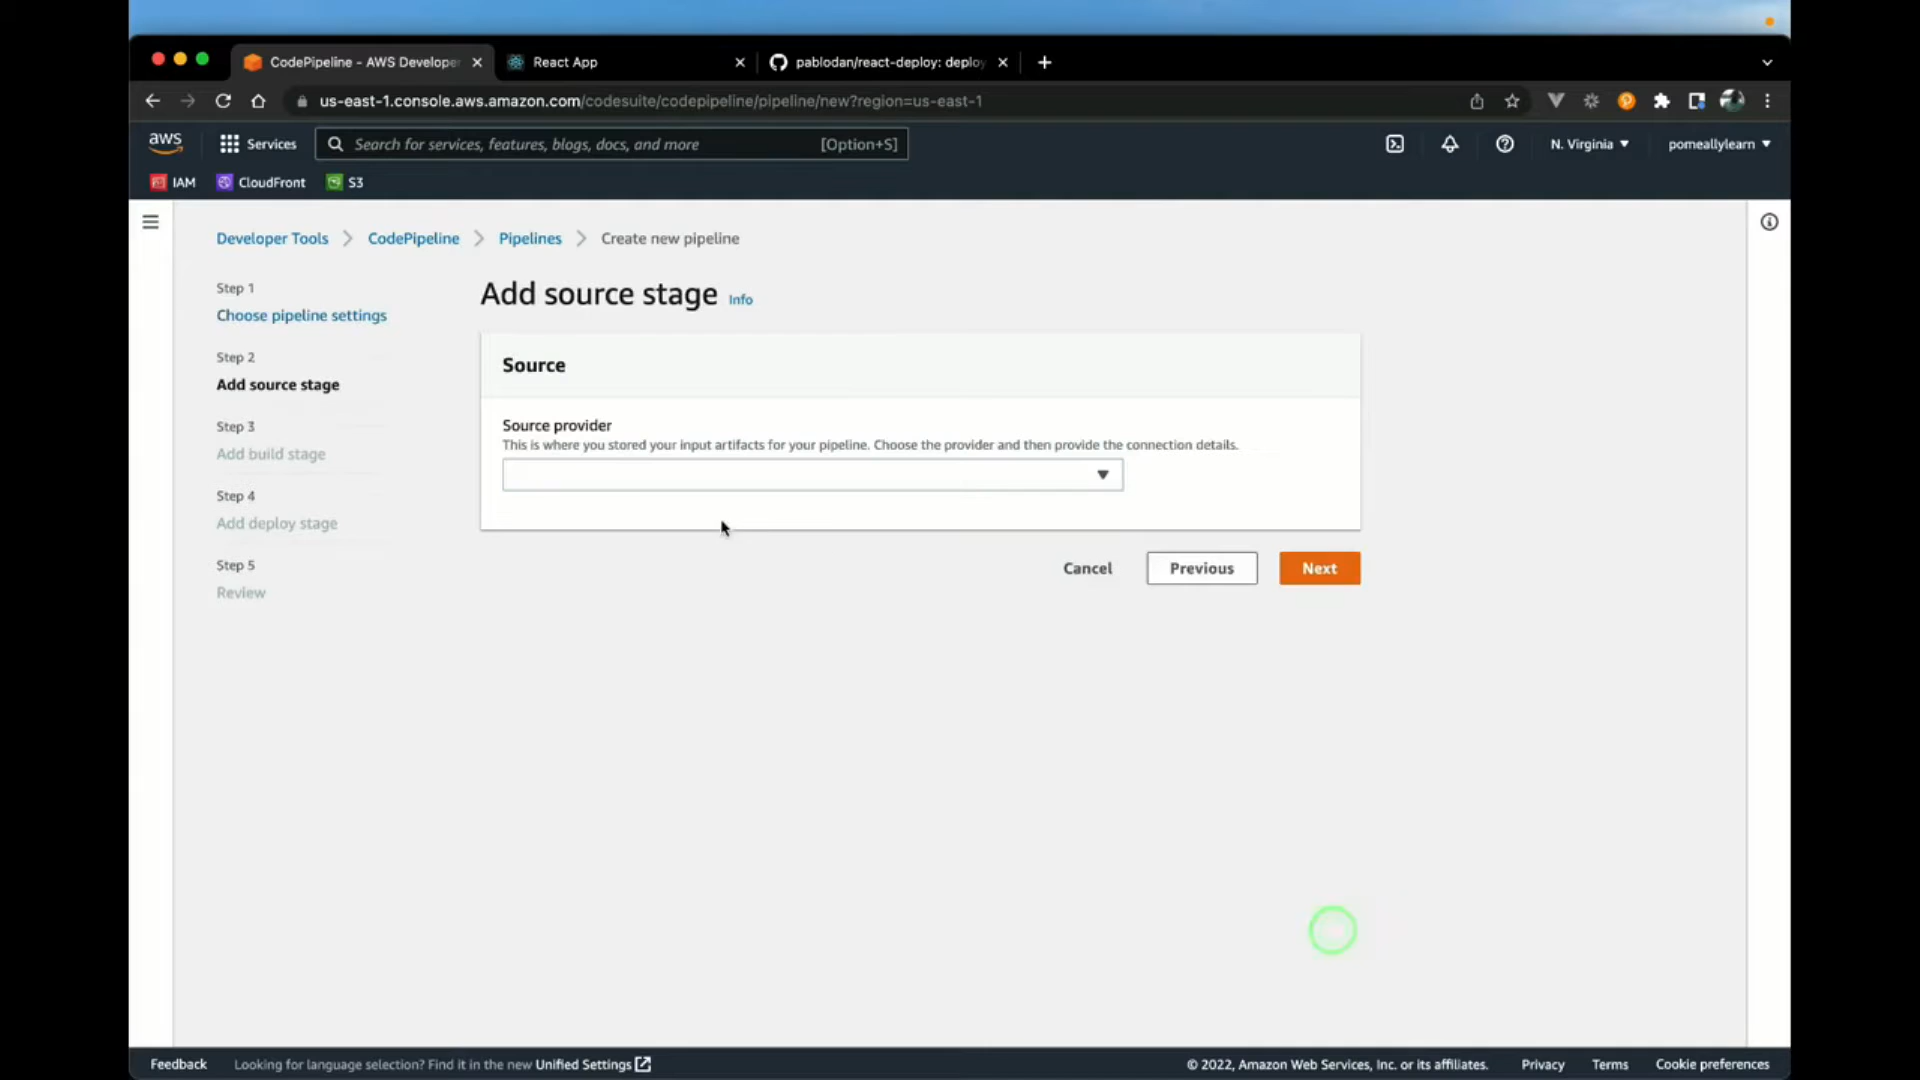 CodePipeline - AWS Develope
React App
pablodan/react-deploy: deploy
us-east-1.console.aws.amazon.com/codesuite/codepipeline/pipeline/new?region=us-east-1
aws
Services
Search for services, features, blogs, docs, and more
[Option+S]
N. Virginia
pomeallylearn
IAM
CloudFront
S3
Developer Tools
CodePipeline
Pipelines
Create new pipeline
Step 1
Choose pipeline settings
Step 2
Add source stage
Step 3
Add build stage
Step 4
Add deploy stage
Step 5
Review
Add source stage Info
Source
Source provider
This is where you stored your input artifacts for your pipeline. Choose the provider and then provide the connection details.
Cancel
Previous
Next
Feedback
Looking for language selection? Find it in the new Unified Settings
© 2022, Amazon Web Services, Inc. or its affiliates.
Privacy
Terms
Cookie preferences